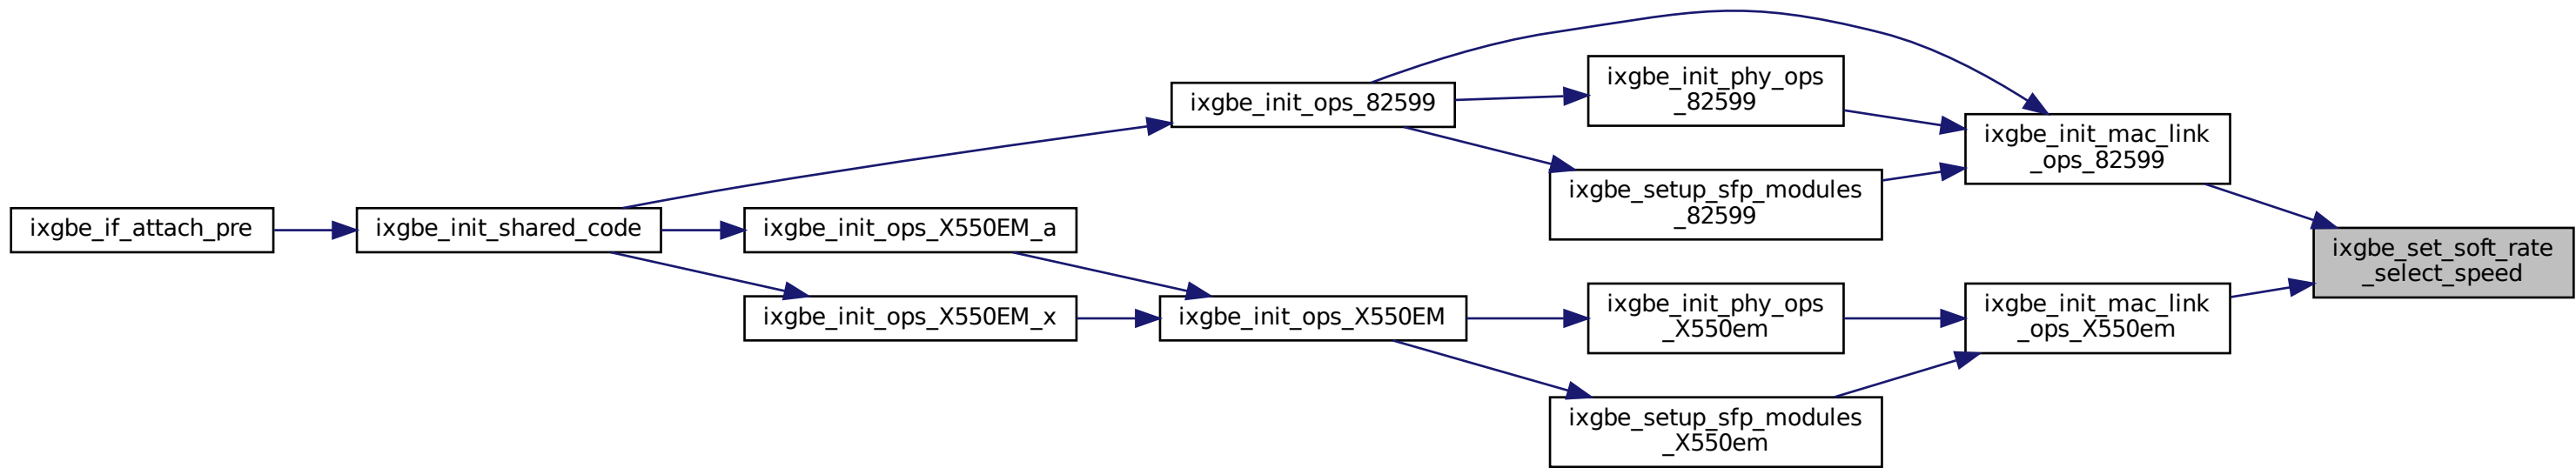 ixgbe_if_attach_pre
ixgbe_init_shared_code
ixgbe_init_ops_X550EM_a
ixgbe_init_ops_X550EM_x
ixgbe_init_ops_82599
ixgbe_init_ops_X550EM
ixgbe_init_phy_ops
_82599
ixgbe_setup_sfp_modules
_82599
ixgbe_init_phy_ops
_X550em
ixgbe_setup_sfp_modules
_X550em
ixgbe_init_mac_link
_ops_82599
ixgbe_init_mac_link
_ops_X550em
ixgbe_set_soft_rate
_select_speed